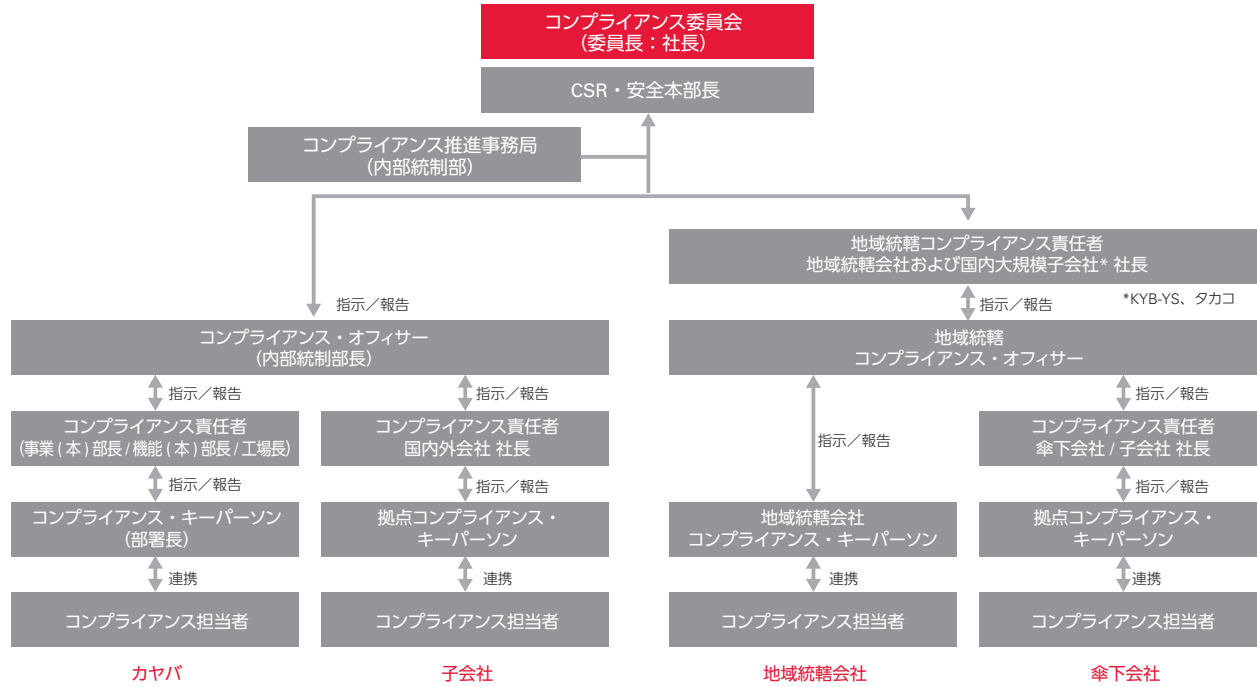 コンプライアンス委員会
(委員長：社長)
CSR・安全本部長
コンプライアンス推進事務局
(内部統制部)
地域統轄コンプライアンス責任者
地域統轄会社および国内大規模子会社* 社長
*KYB-YS、タカコ
指示／報告
指示／報告
コンプライアンス・オフィサー
(内部統制部長)
地域統轄
コンプライアンス・オフィサー
指示／報告
指示／報告
指示／報告
コンプライアンス責任者
(事業(本)部長/機能(本)部長/工場長)
コンプライアンス責任者
国内外会社 社長
指示／報告
コンプライアンス責任者
傘下会社 / 子会社 社長
指示／報告
指示／報告
指示／報告
コンプライアンス・キーパーソン
(部署長)
拠点コンプライアンス・
キーパーソン
地域統轄会社
コンプライアンス・キーパーソン
拠点コンプライアンス・
キーパーソン
連携
連携
連携
連携
コンプライアンス担当者
コンプライアンス担当者
コンプライアンス担当者
コンプライアンス担当者
カヤバ
子会社
地域統轄会社
傘下会社